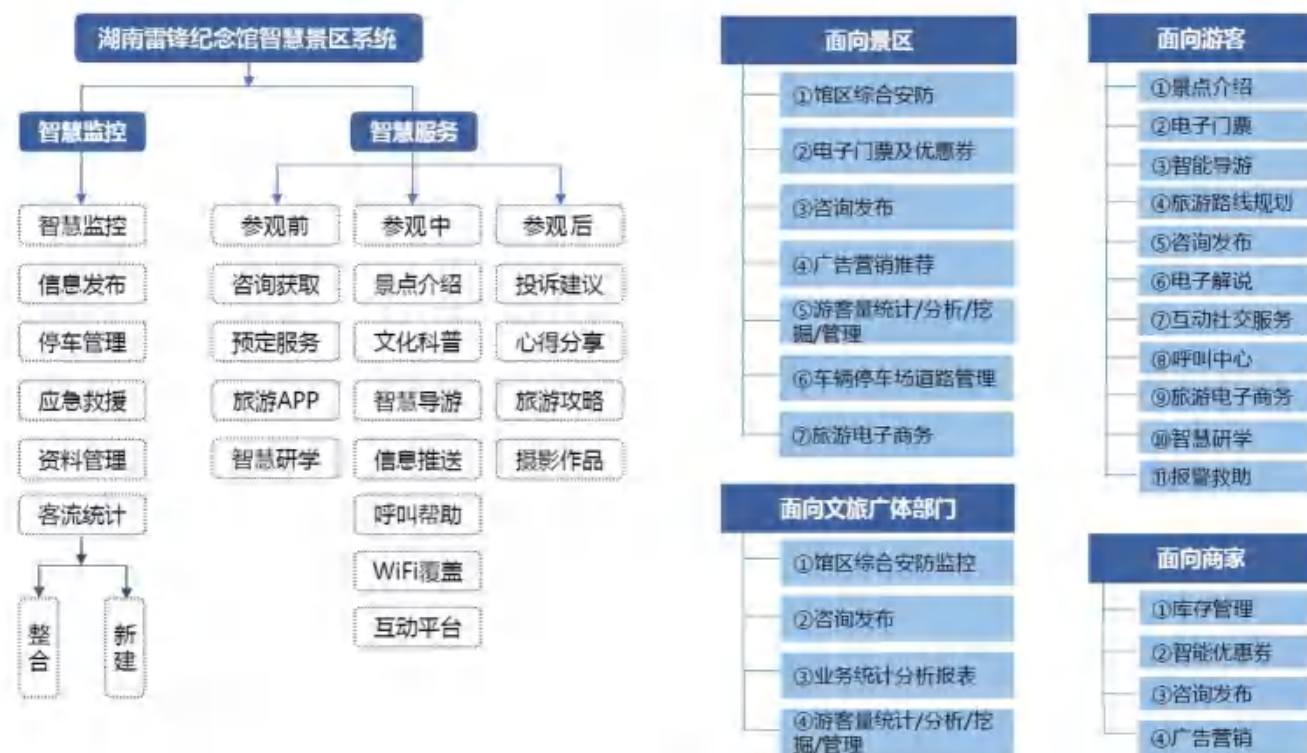 湖南雷锋纪念馆智慧景区系统
智慧监控
智慧服务
智慧监控
信息发布
停车管理
应急救援
资料管理
客流统计
整合
新建
参观前
咨询获取
预定服务
旅游APP
智慧研学
参观中
景点介绍
文化科普
智慧导游
信息推送
呼叫帮助
WiFi覆盖
互动平台
参观后
投诉建议
心得分享
旅游攻略
摄影作品
面向景区
①馆区综合安防
②电子门票及优惠券
③咨询发布
④广告营销推荐
⑤游客量统计/分析/挖
掘/管理
⑥车辆停车场道路管理
⑦旅游电子商务
面向文旅广体部门
①馆区综合安防监控
②咨询发布
③业务统计分析报表
④游客量统计/分析/挖
掘/管理
面向游客
①景点介绍
②电子门票
③智能导游
④旅游路线规划
⑤咨询发布
⑥电子解说
⑦互动社交服务
⑧呼叫中心
⑨旅游电子商务
⑩智慧研学
⑪报警救助
面向商家
①库存管理
②智能优惠券
③咨询发布
④广告营销